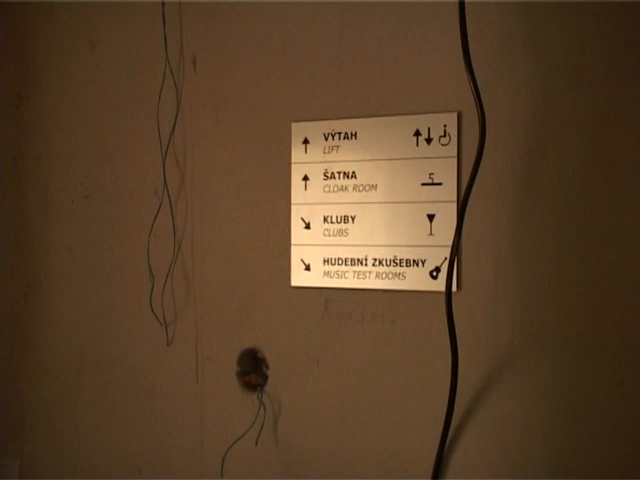 VÝTAH
LIFT
ŠATNA
CLOAK ROOM
KLUBY
CLUBS
HUDEBNÍ ZKUŠEBNY
MUSIC TEST ROOMS